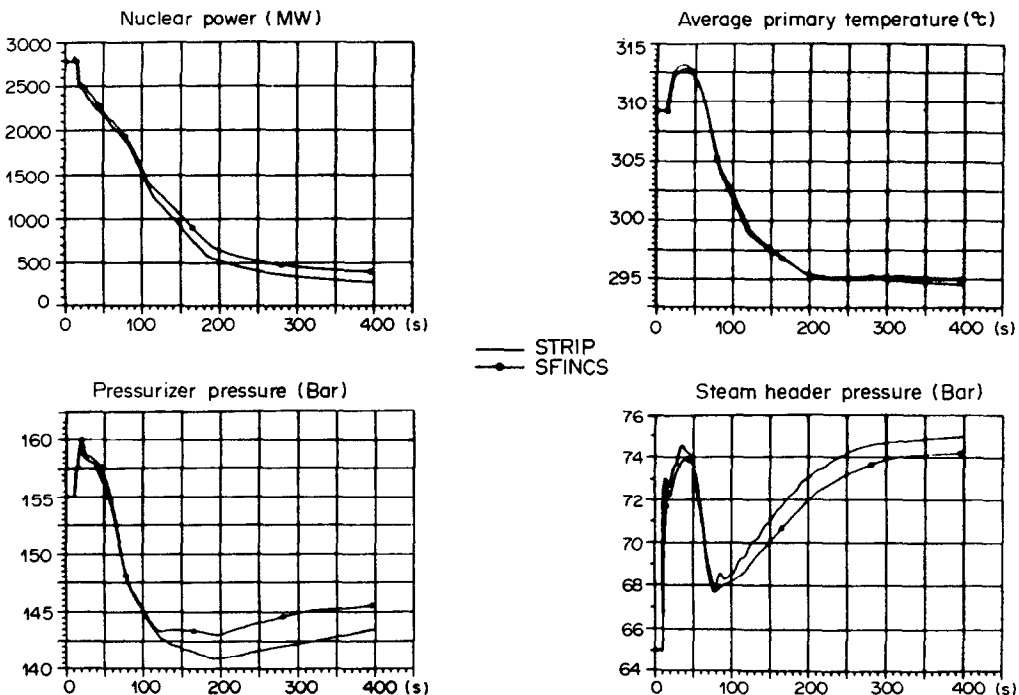 Nuclear power (MW)
3000
2500
2000
1500
1000
500
0
0 100 200 300 400 (s)
Average primary temperature (°c)
315
310
305
300
295
0 100 200 300 400 (s)
STRIP
SFINCS
Pressurizer pressure (Bar)
160
155
150
145
140
0 100 200 300 400 (s)
Steam header pressure (Bar)
76
74
72
70
68
66
64
0 100 200 300 400 (s)